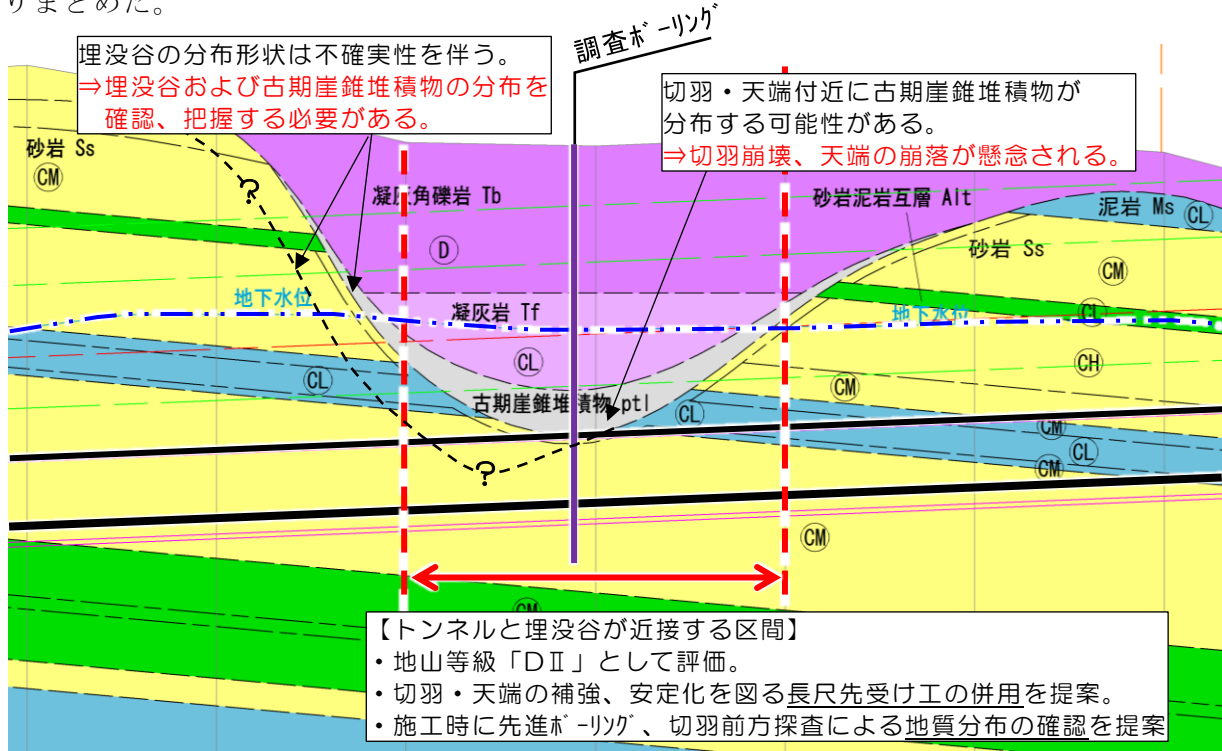 りまとめた。
調査ﾎﾞｰﾘﾝｸﾞ
埋没谷の分布形状は不確実性を伴う。
⇒埋没谷および古期崖錐堆積物の分布を
確認、把握する必要がある。
切羽・天端付近に古期崖錐堆積物が
分布する可能性がある。
⇒切羽崩壊、天端の崩落が懸念される。
砂岩 Ss
CM
?
凝灰角礫岩 Tb
D
砂岩泥岩互層 Alt
泥岩 Ms
CL
砂岩 Ss
CM
地下水位
凝灰岩 Tf
地下水位
CL
CL
CL
CH
CM
古期崖錐堆積物 ptl
CL
CM
CL
CM
?
CM
CM
【トンネルと埋没谷が近接する区間】
・地山等級「DⅡ」として評価。
・切羽・天端の補強、安定化を図る長尺先受け工の併用を提案。
・施工時に先進ﾎﾞｰﾘﾝｸﾞ、切羽前方探査による地質分布の確認を提案